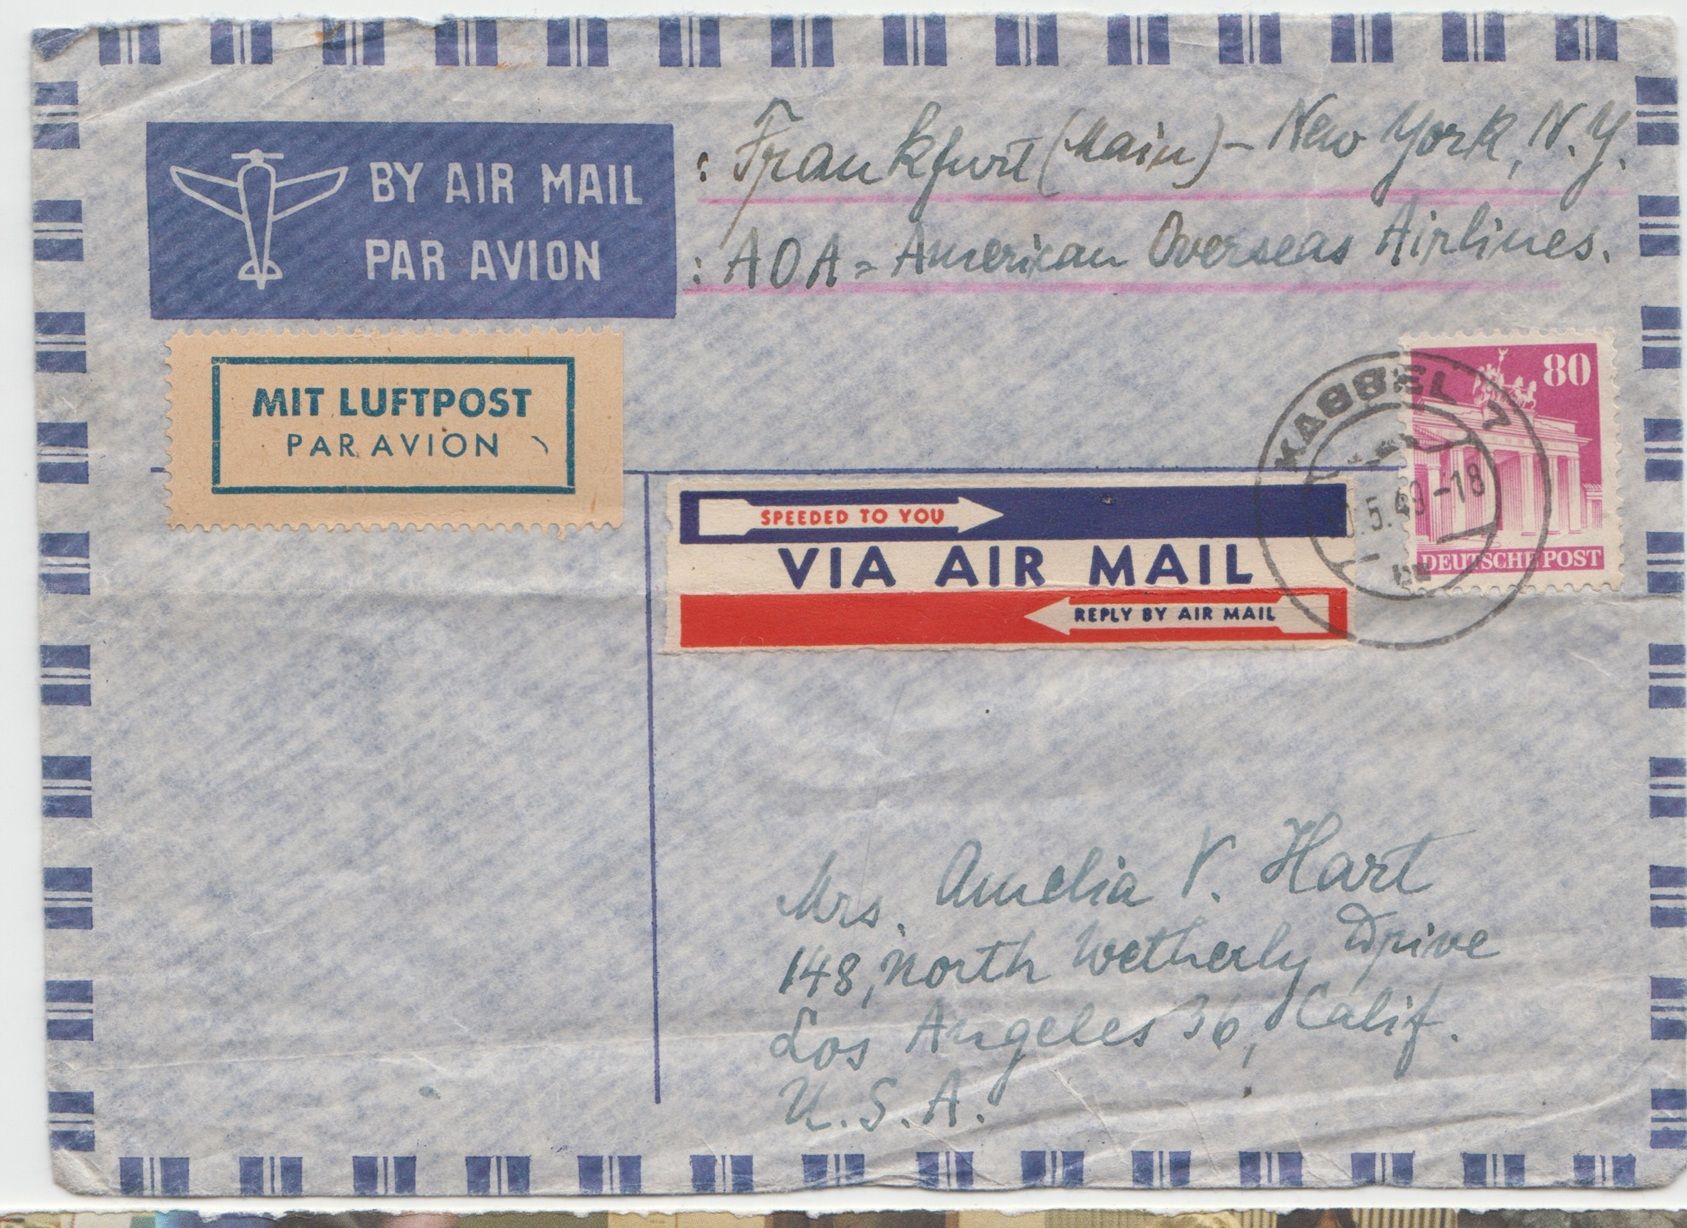 : Frankfurt (Main) - New York, N.Y.
: AOA = American Overseas Airlines.
BY AIR MAIL
PAR AVION
MIT LUFTPOST
PAR AVION
80
DEUTSCHE POST
KASSEL 7
.5.49-18
SPEEDED TO YOU
VIA AIR MAIL
REPLY BY AIR MAIL
Mrs. Amelia V. Hart
148, North Wetherly Drive
Los Angeles 36, Calif.
U.S.A.